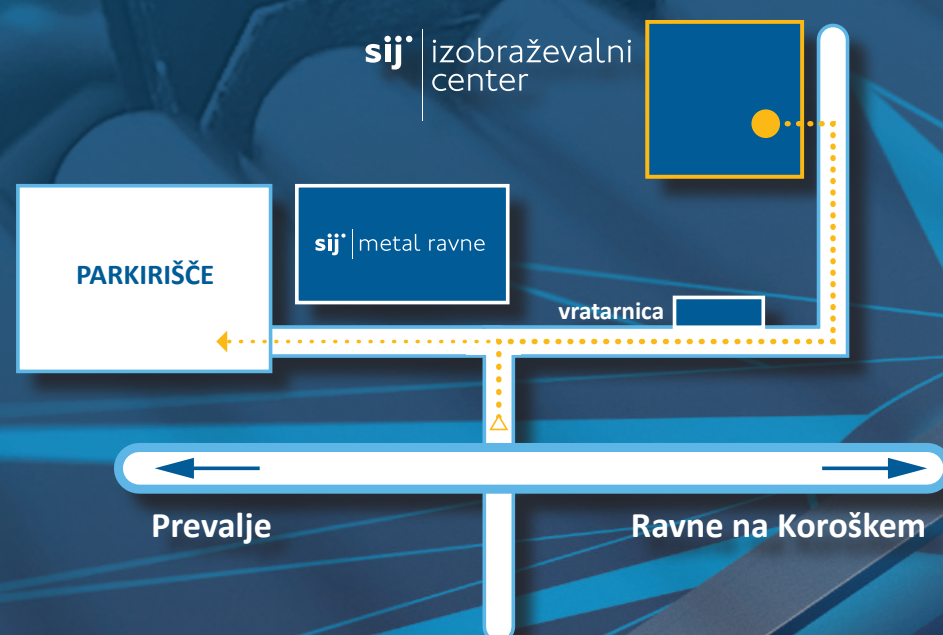 sij izobraževalni
center
sij metal ravne
PARKIRIŠČE
vratarnica
Prevalje
Ravne na Koroškem